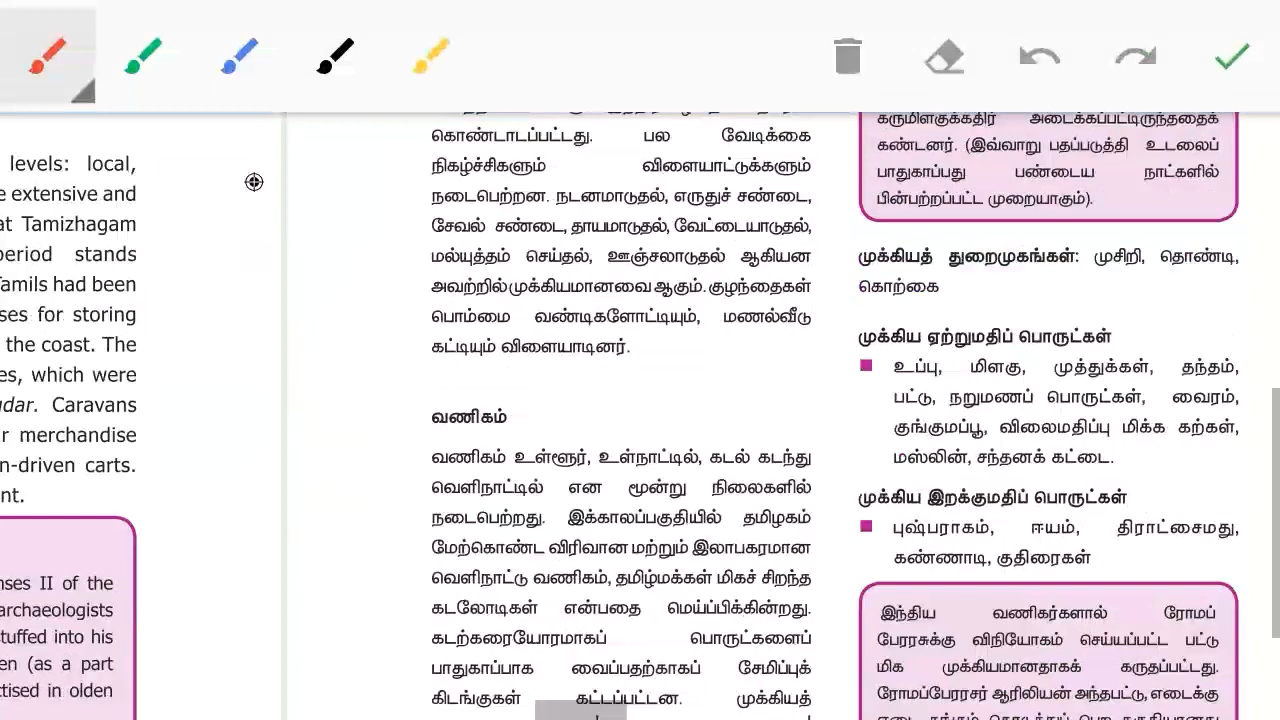 levels: local,
e extensive and
at Tamizhagam
period stands
Tamils had been
ses for storing
the coast. The
es, which were
udar. Caravans
r merchandise
n-driven carts.
nt.
nses II of the
archaeologists
stuffed into his
en (as a part
ctised in olden
கொண்டாடப்பட்டது. பல வேடிக்கை
நிகழ்ச்சிகளும் விளையாட்டுக்களும்
நடைபெற்றன. நடனமாடுதல், எருதுச் சண்டை,
சேவல் சண்டை, தாயமாடுதல், வேட்டையாடுதல்,
மல்யுத்தம் செய்தல், ஊஞ்சலாடுதல் ஆகியன
அவற்றில் முக்கியமானவை ஆகும். குழந்தைகள்
பொம்மை வண்டிகளோட்டியும், மணல்வீடு
கட்டியும் விளையாடினர்.
வணிகம்
வணிகம் உள்ளூர், உள்நாட்டில், கடல் கடந்து
வெளிநாட்டில் என மூன்று நிலைகளில்
நடைபெற்றது. இக்காலப்பகுதியில் தமிழகம்
மேற்கொண்ட விரிவான மற்றும் இலாபகரமான
வெளிநாட்டு வணிகம், தமிழ்மக்கள் மிகச் சிறந்த
கடலோடிகள் என்பதை மெய்ப்பிக்கின்றது.
கடற்கரையோரமாகப் பொருட்களைப்
பாதுகாப்பாக வைப்பதற்காகப் சேமிப்புக்
கிடங்குகள் கட்டப்பட்டன. முக்கியத்
கருமிளகுக்கதிர் அடைக்கப்பட்டிருந்ததைக்
கண்டனர். (இவ்வாறு பதப்படுத்தி உடலைப்
பாதுகாப்பது பண்டைய நாட்களில்
பின்பற்றப்பட்ட முறையாகும்).
முக்கியத் துறைமுகங்கள்: முசிறி, தொண்டி,
கொற்கை
முக்கிய ஏற்றுமதிப் பொருட்கள்
உப்பு, மிளகு, முத்துக்கள், தந்தம்,
பட்டு, நறுமணப் பொருட்கள், வைரம்,
குங்குமப்பூ, விலைமதிப்பு மிக்க கற்கள்,
மஸ்லின், சந்தனக் கட்டை.
முக்கிய இறக்குமதிப் பொருட்கள்
புஷ்பராகம், ஈயம், திராட்சைமது,
கண்ணாடி, குதிரைகள்
இந்திய வணிகர்களால் ரோமப்
பேரரசுக்கு விநியோகம் செய்யப்பட்ட பட்டு
மிக முக்கியமானதாகக் கருதப்பட்டது.
ரோமப்பேரரசர் ஆரிலியன் அந்தபட்டு, எடைக்கு